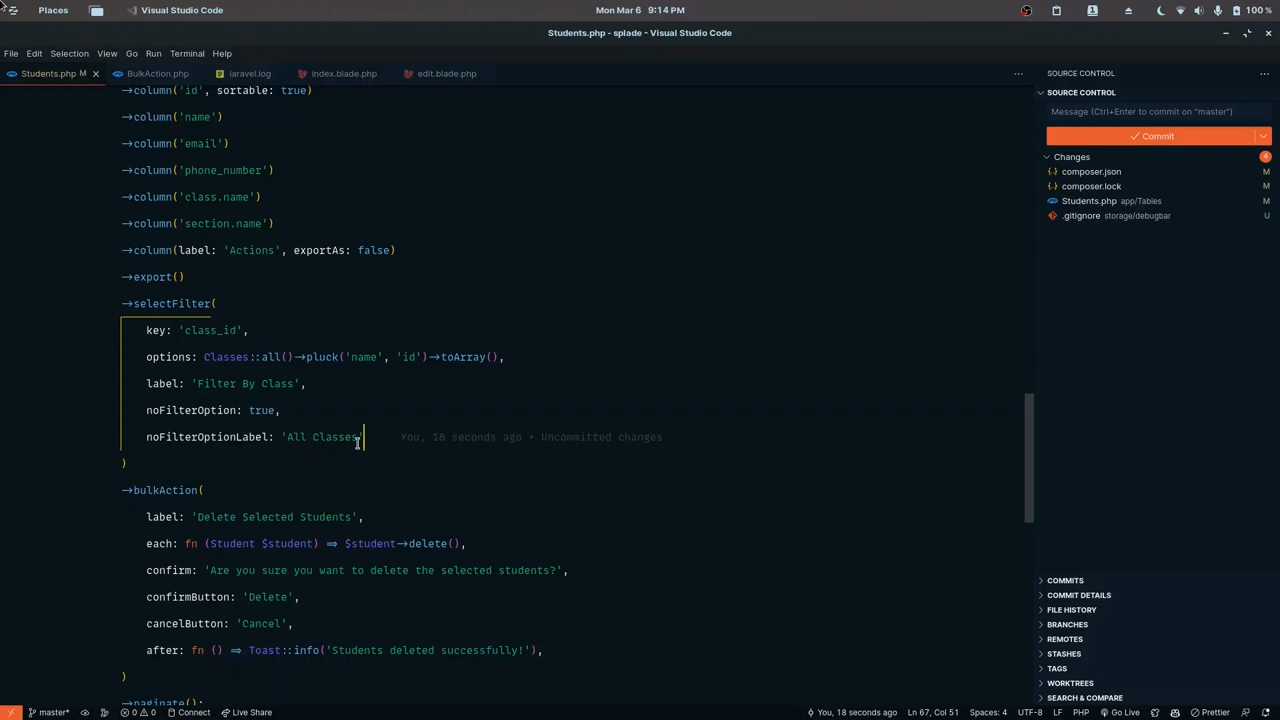 Places
Visual Studio Code
Mon Mar 6 9:14 PM
100 %
Students.php - splade - Visual Studio Code
File Edit Selection View Go Run Terminal Help
Students.php M
BulkAction.php
laravel.log
index.blade.php
edit.blade.php
->column('id', sortable: true)
->column('name')
->column('email')
->column('phone_number')
->column('class.name')
->column('section.name')
->column(label: 'Actions', exportAs: false)
->export()
->selectFilter(
key: 'class_id',
options: Classes::all()->pluck('name', 'id')->toArray(),
label: 'Filter By Class',
noFilterOption: true,
noFilterOptionLabel: 'All Classes' You, 18 seconds ago • Uncommitted changes
)
->bulkAction(
label: 'Delete Selected Students',
each: fn (Student $student) => $student->delete(),
confirm: 'Are you sure you want to delete the selected students?',
confirmButton: 'Delete',
cancelButton: 'Cancel',
after: fn () => Toast::info('Students deleted successfully!'),
)
->paginate();
SOURCE CONTROL
SOURCE CONTROL
Message (Ctrl+Enter to commit on "master")
Commit
Changes 4
composer.json M
composer.lock M
Students.php app/Tables M
.gitignore storage/debugbar U
COMMITS
COMMIT DETAILS
FILE HISTORY
BRANCHES
REMOTES
STASHES
TAGS
WORKTREES
SEARCH & COMPARE
master* 0 0 Connect Live Share
You, 18 seconds ago Ln 67, Col 51 Spaces: 4 UTF-8 LF PHP Go Live Prettier